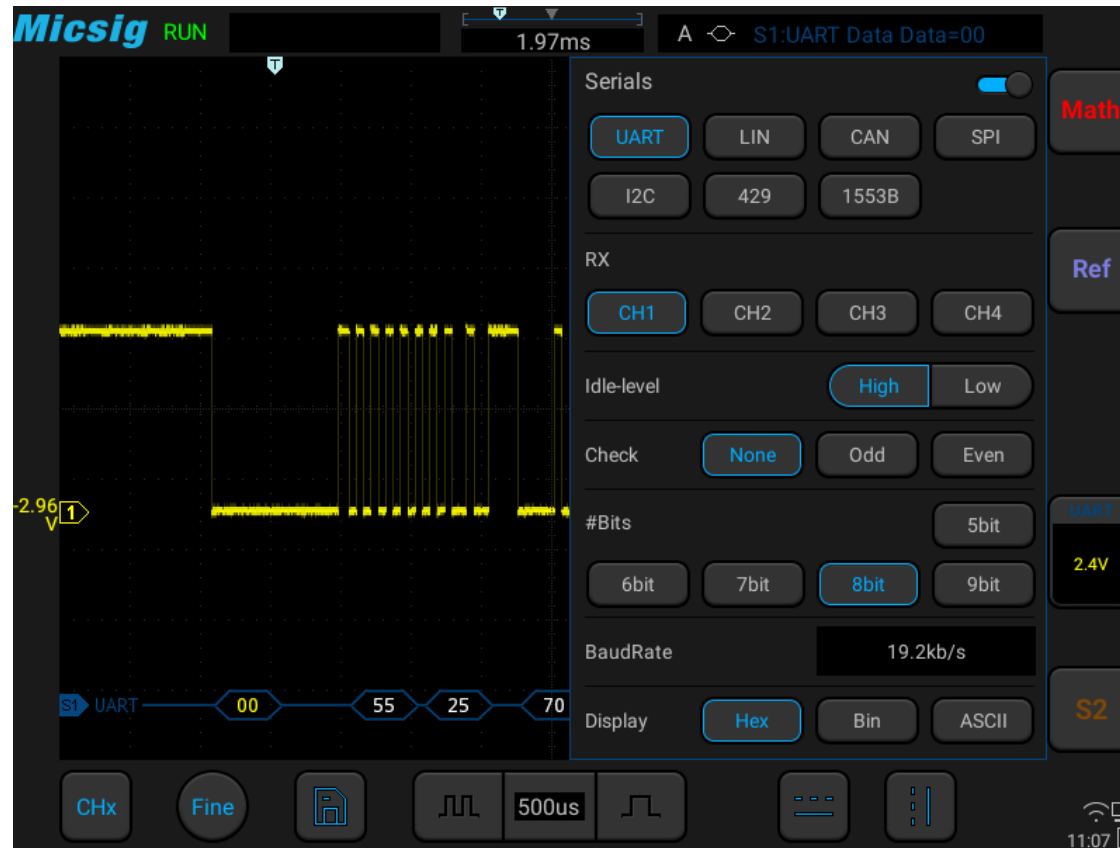 Micsig RUN
T
1.97ms
A S1:UART Data Data=00
T
Serials
Math
UART LIN CAN SPI
I2C 429 1553B
RX
Ref
CH1 CH2 CH3 CH4
Idle-level High Low
Check None Odd Even
-2.96
V 1
#Bits 5bit
UART
2.4V
6bit 7bit 8bit 9bit
BaudRate 19.2kb/s
S1 UART 00 55 25 70
Display Hex Bin ASCII
S2
CHx Fine 500us
11:07